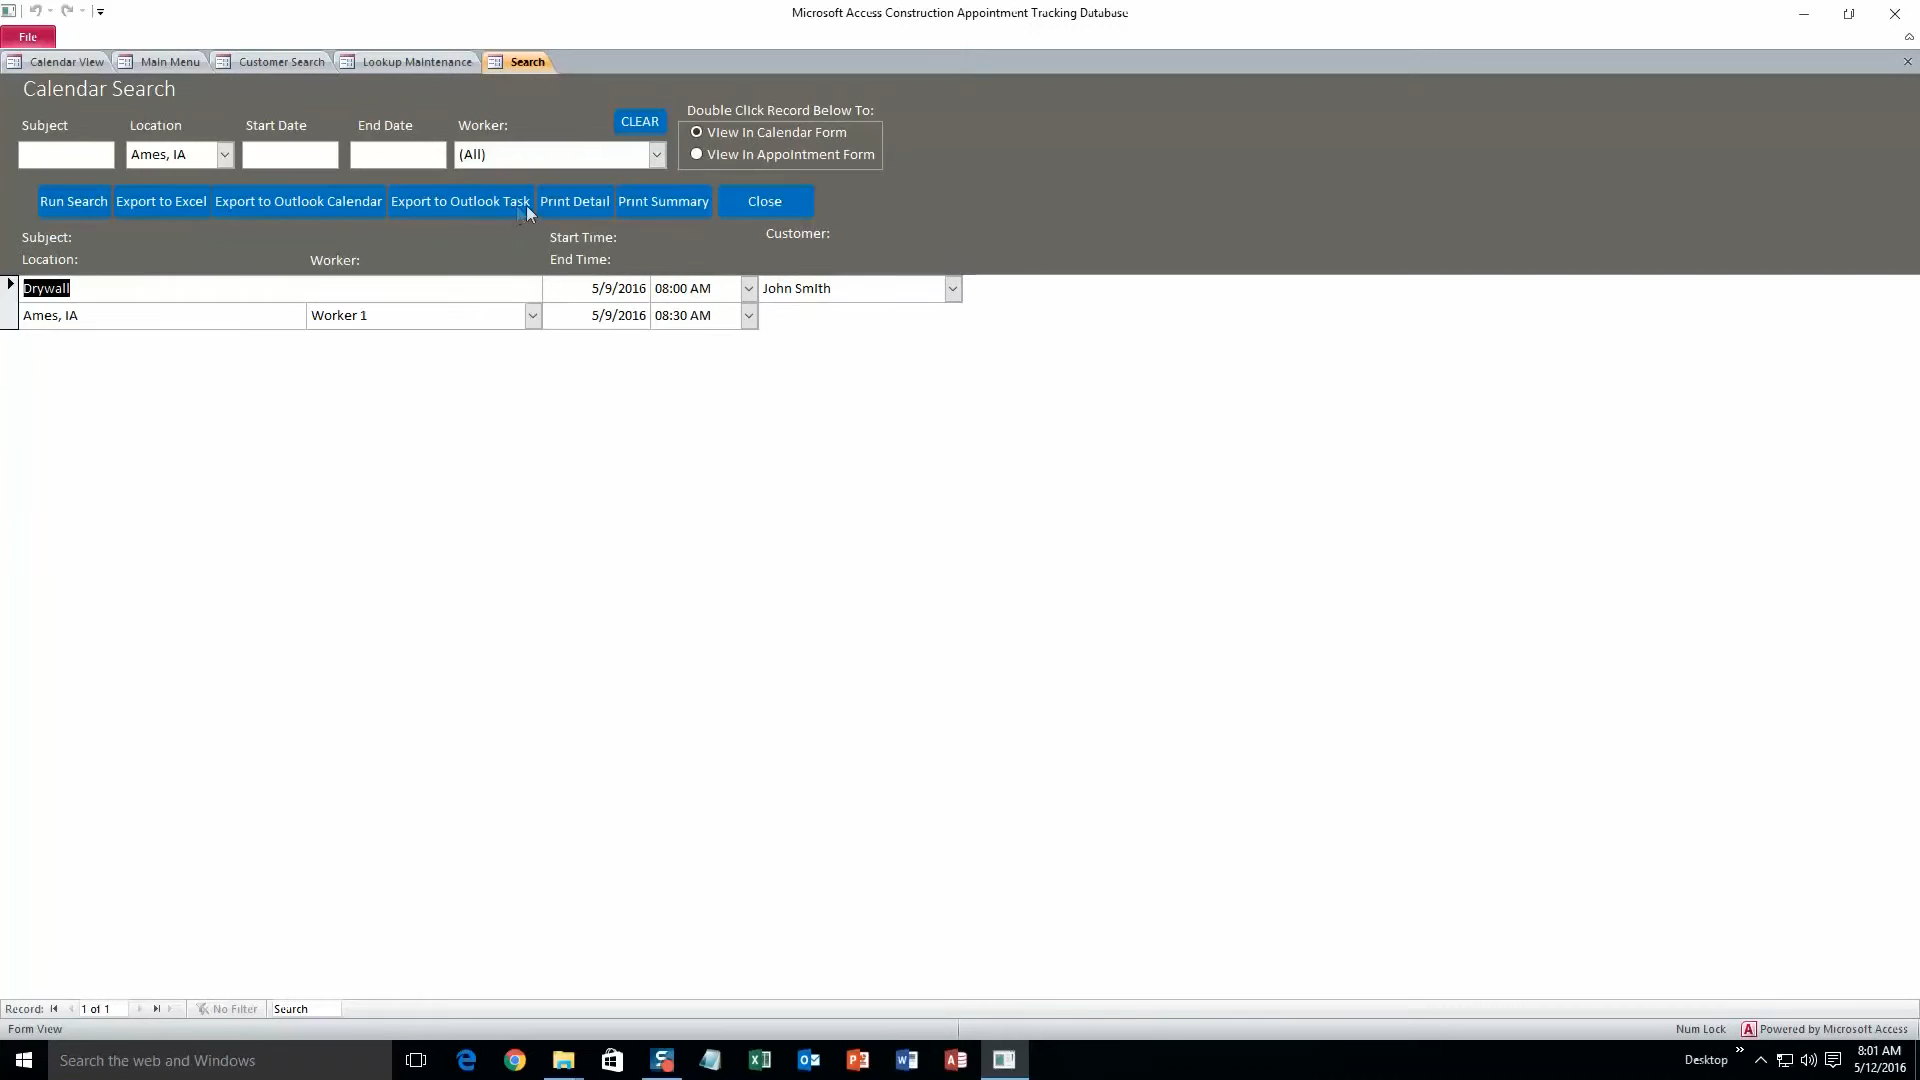 Microsoft Access Construction Appointment Tracking Database
File
Calendar View Main Menu Customer Search Lookup Maintenance Search
Calendar Search
Double Click Record Below To:
Subject Location Start Date End Date Worker: CLEAR
View In Calendar Form
Ames, IA (All)
View In Appointment Form
Run Search Export to Excel Export to Outlook Calendar Export to Outlook Task Print Detail Print Summary Close
Subject: Start Time: Customer:
Location: Worker: End Time:
Drywall 5/9/2016 08:00 AM John Smith
Ames, IA Worker 1 5/9/2016 08:30 AM
Record: 1 of 1 No Filter Search
Form View Num Lock Powered by Microsoft Access
Search the web and Windows Desktop 8:01 AM
5/12/2016